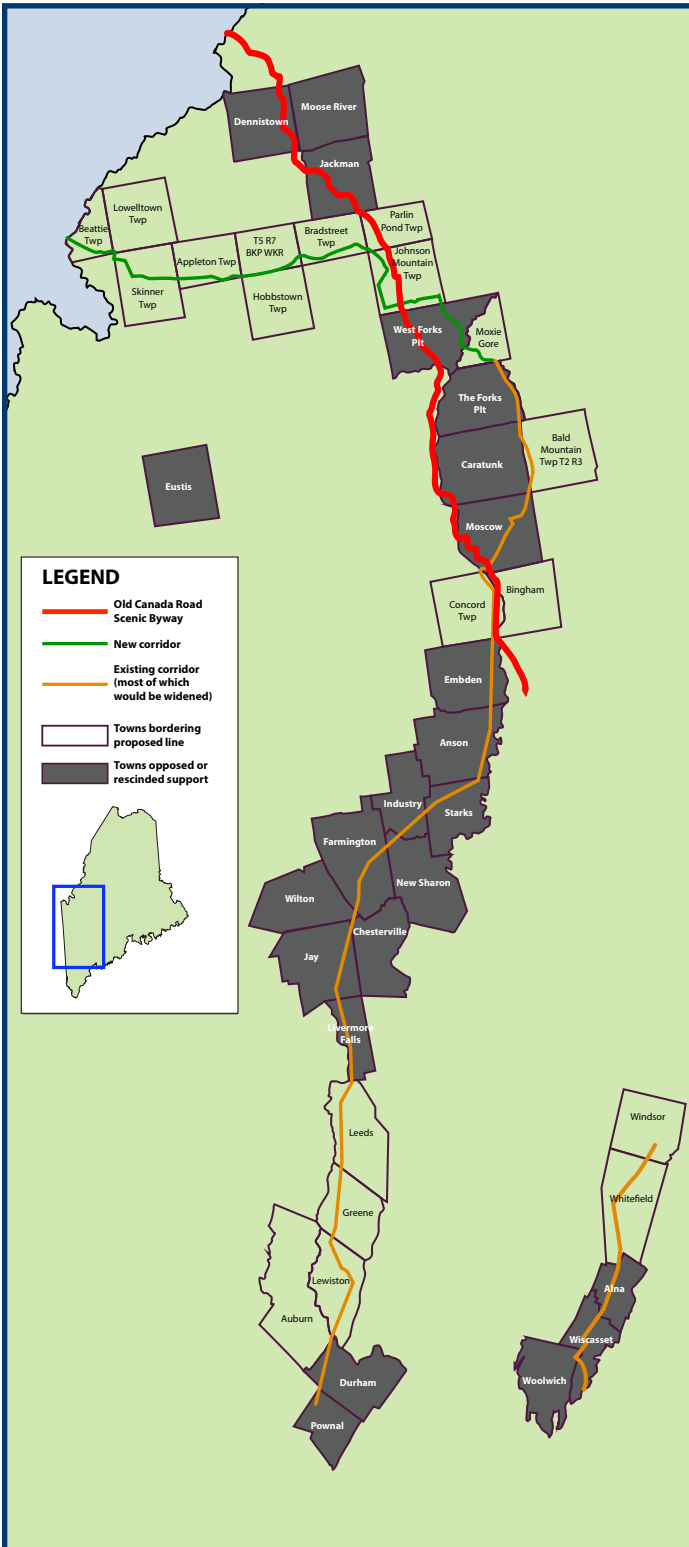 Dennistown
Moose River
Jackman
Lowelltown
Twp
Beattie
Twp
Skinner
Twp
Appleton Twp
T5 R7
BKP WKR
Hobbstown
Twp
Bradstreet
Twp
Parlin
Pond Twp
Johnson
Mountain
Twp
West Forks
Plt
Moxie
Gore
The Forks
Plt
Caratunk
Bald
Mountain
Twp T2 R3
Moscow
Eustis
Concord
Twp
Bingham
Embden
Anson
Industry
Starks
Farmington
New Sharon
Wilton
Chesterville
Jay
Livermore
Falls
Leeds
Greene
Lewiston
Auburn
Durham
Pownal
Windsor
Whitefield
Alna
Wiscasset
Woolwich
LEGEND
Old Canada Road
Scenic Byway
New corridor
Existing corridor
(most of which
would be widened)
Towns bordering
proposed line
Towns opposed or
rescinded support